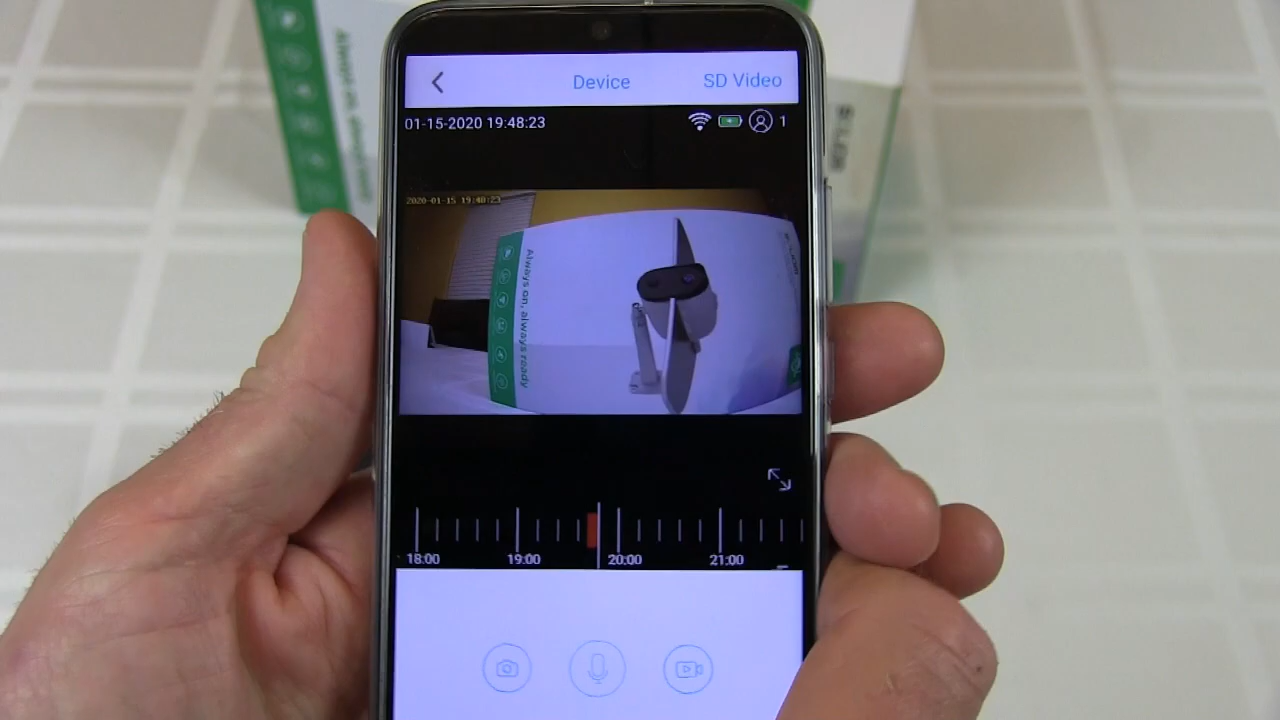 Device
SD Video
01-15-2020 19:48:23
1
2020-01-15 19:48:23
Always on, always ready
18:00
19:00
20:00
21:00